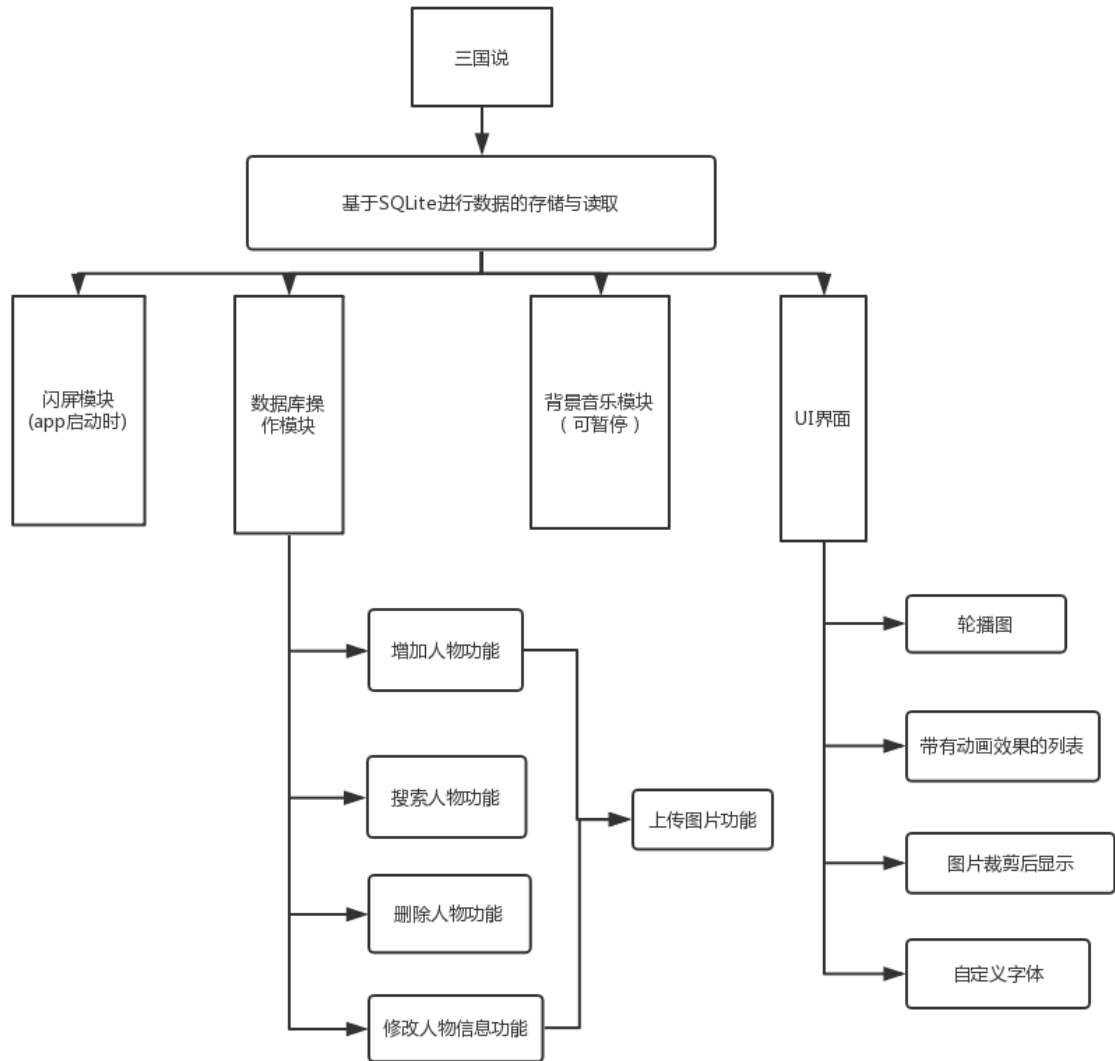 三国说
基于SQLite进行数据的存储与读取
闪屏模块
(app启动时)
数据库操
作模块
背景音乐模块
（可暂停）
UI界面
增加人物功能
搜索人物功能
删除人物功能
修改人物信息功能
上传图片功能
轮播图
带有动画效果的列表
图片裁剪后显示
自定义字体